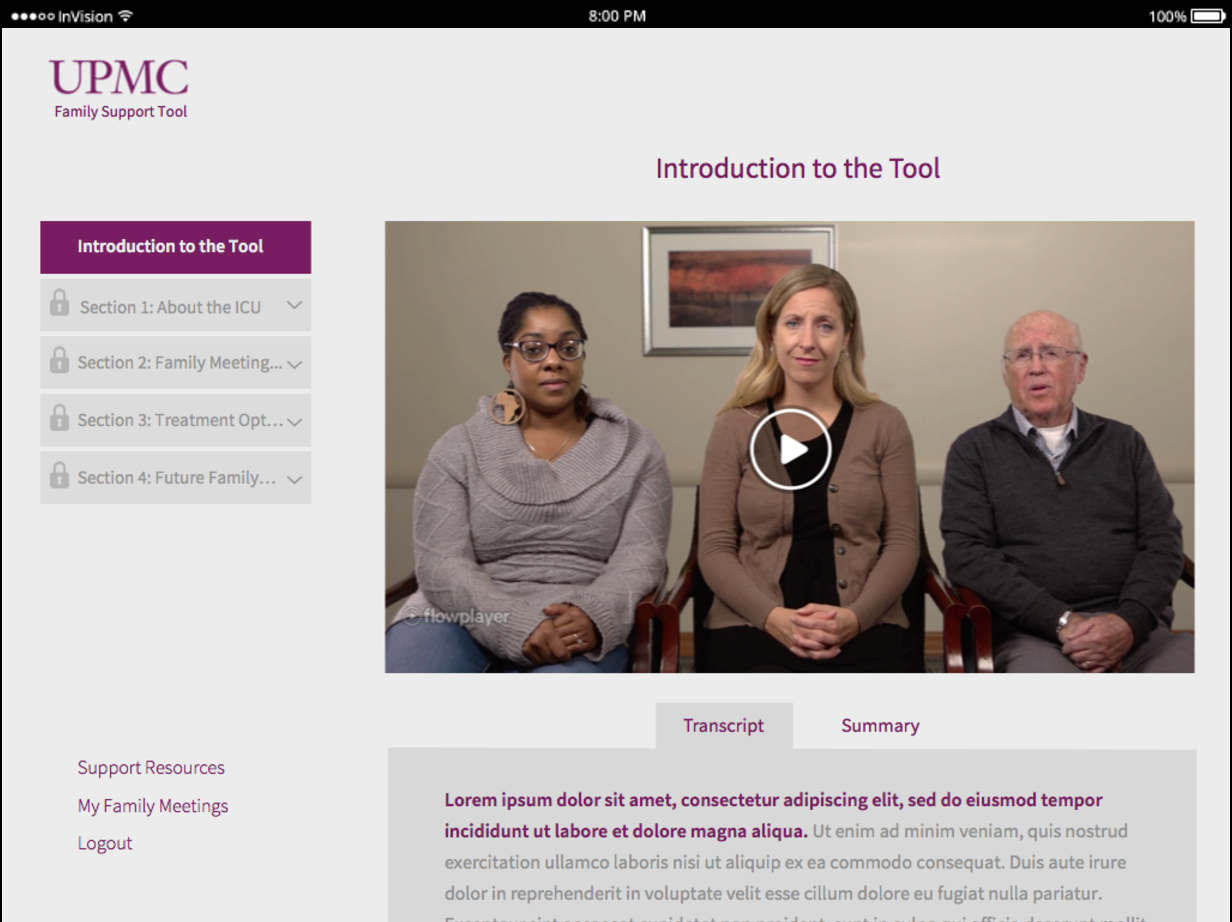 InVision
8:00 PM
100%
UPMC
Family Support Tool
Introduction to the Tool
Introduction to the Tool
Section 1: About the ICU
Section 2: Family Meeting...
Section 3: Treatment Opt...
Section 4: Future Family...
flowplayer
Support Resources
My Family Meetings
Logout
Transcript
Summary
Lorem ipsum dolor sit amet, consectetur adipiscing elit, sed do eiusmod tempor
incididunt ut labore et dolore magna aliqua. Ut enim ad minim veniam, quis nostrud
exercitation ullamco laboris nisi ut aliquip ex ea commodo consequat. Duis aute irure
dolor in reprehenderit in voluptate velit esse cillum dolore eu fugiat nulla pariatur.